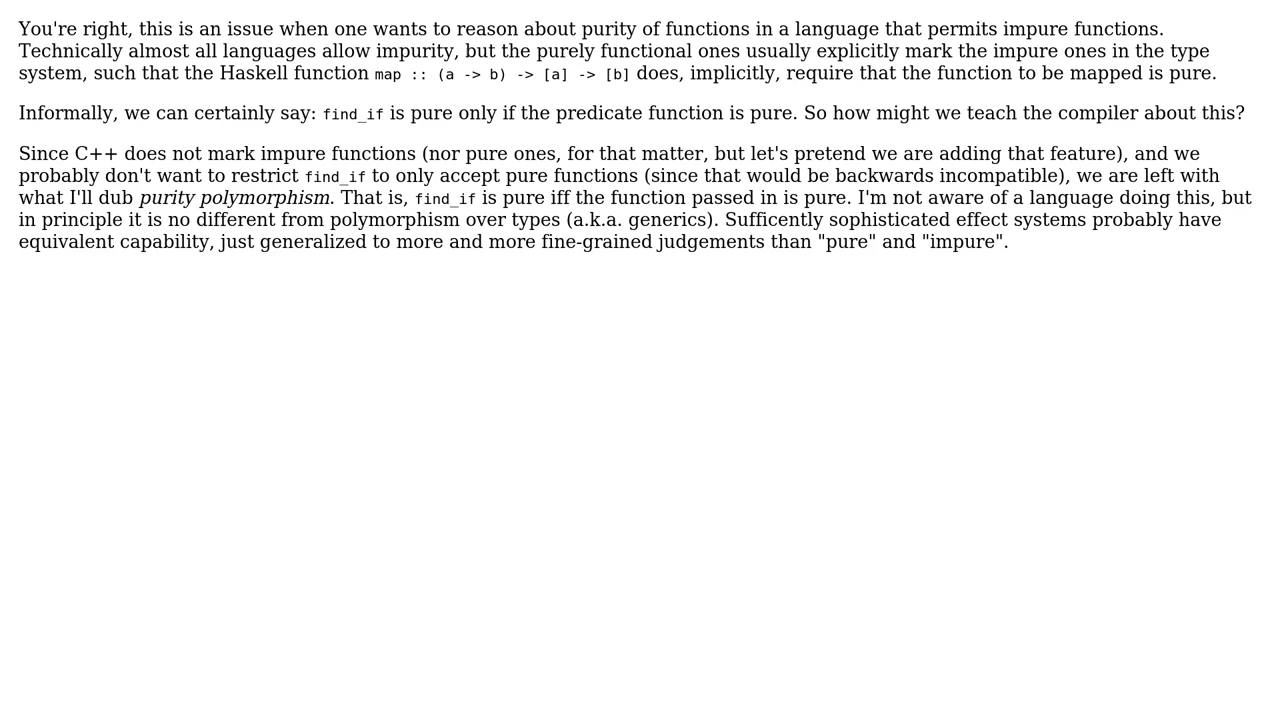 You're right, this is an issue when one wants to reason about purity of functions in a language that permits impure functions.
Technically almost all languages allow impurity, but the purely functional ones usually explicitly mark the impure ones in the type
system, such that the Haskell function map :: (a -> b) -> [a] -> [b] does, implicitly, require that the function to be mapped is pure.
Informally, we can certainly say: find_if is pure only if the predicate function is pure. So how might we teach the compiler about this?
Since C++ does not mark impure functions (nor pure ones, for that matter, but let's pretend we are adding that feature), and we
probably don't want to restrict find_if to only accept pure functions (since that would be backwards incompatible), we are left with
what I'll dub purity polymorphism. That is, find_if is pure iff the function passed in is pure. I'm not aware of a language doing this, but
in principle it is no different from polymorphism over types (a.k.a. generics). Sufficently sophisticated effect systems probably have
equivalent capability, just generalized to more and more fine-grained judgements than "pure" and "impure".